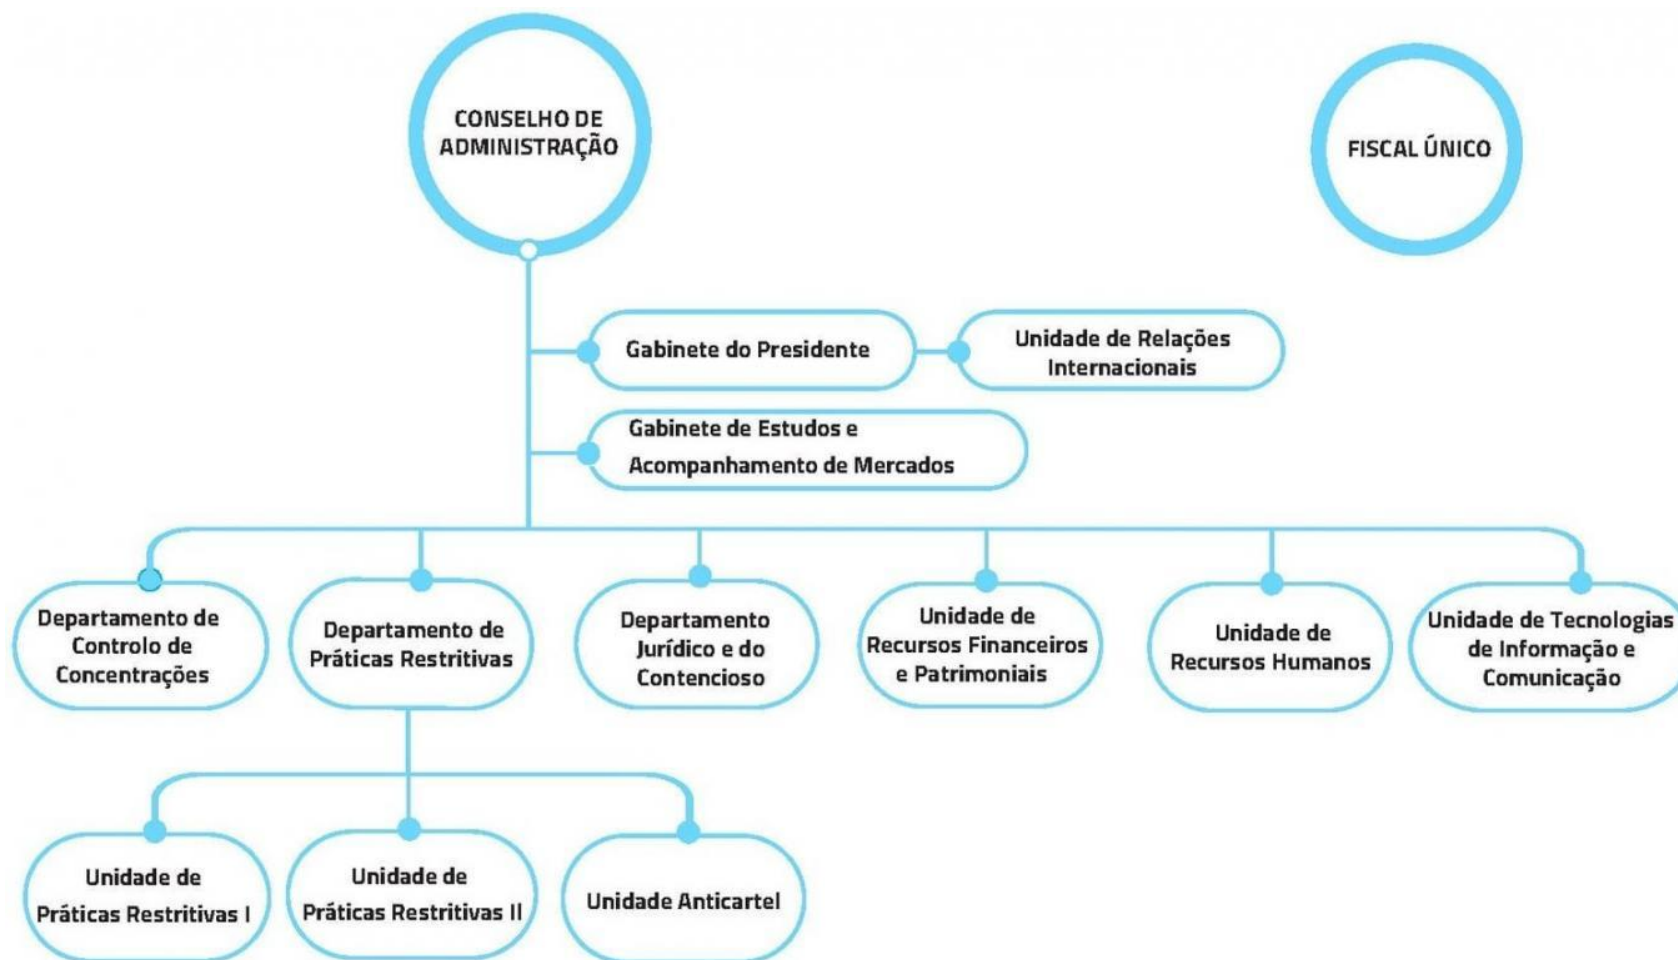 CONSELHO DE
ADMINISTRAÇÃO
FISCAL ÚNICO
Gabinete do Presidente
Unidade de Relações
Internacionais
Gabinete de Estudos e
Acompanhamento de Mercados
Departamento de
Controlo de
Concentrações
Departamento de
Práticas Restritivas
Departamento
Jurídico e do
Contencioso
Unidade de
Recursos Financeiros
e Patrimoniais
Unidade de
Recursos Humanos
Unidade de Tecnologias
de Informação e
Comunicação
Unidade de
Práticas Restritivas I
Unidade de
Práticas Restritivas II
Unidade Anticartel